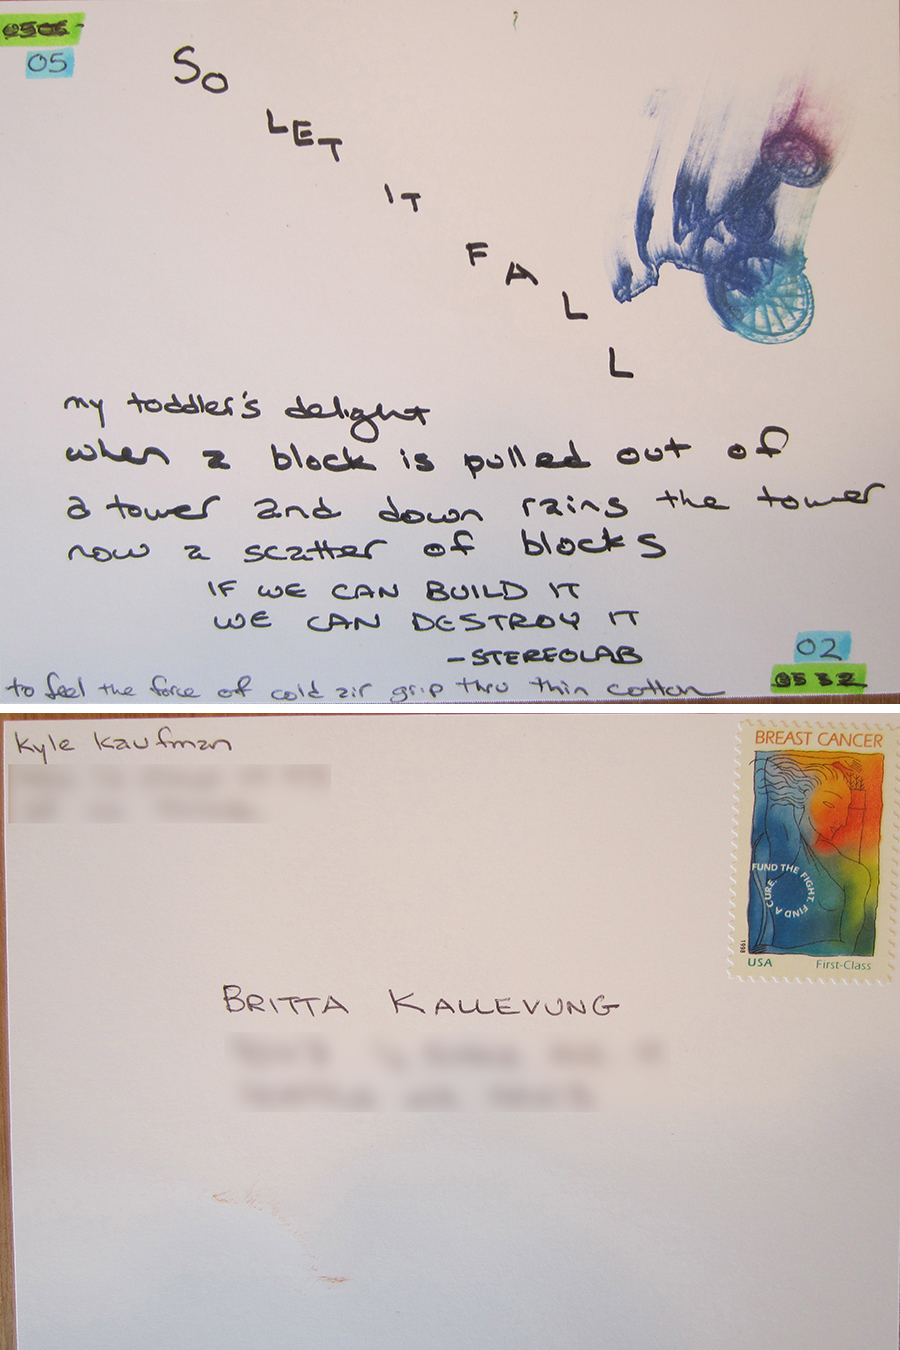 05
SO
LET
IT
FALL
my toddler's delight
when a block is pulled out of
a tower and down rains the tower
now a scatter of blocks
IF WE CAN BUILD IT
WE CAN DESTROY IT
-STEREOLAB
02
to feel the force of cold air grip thru thin cotton
Kyle Kaufman
BREAST CANCER
FUND THE FIGHT. FIND A CURE.
1998
USA First-Class
BRITTA KALLEVUNG